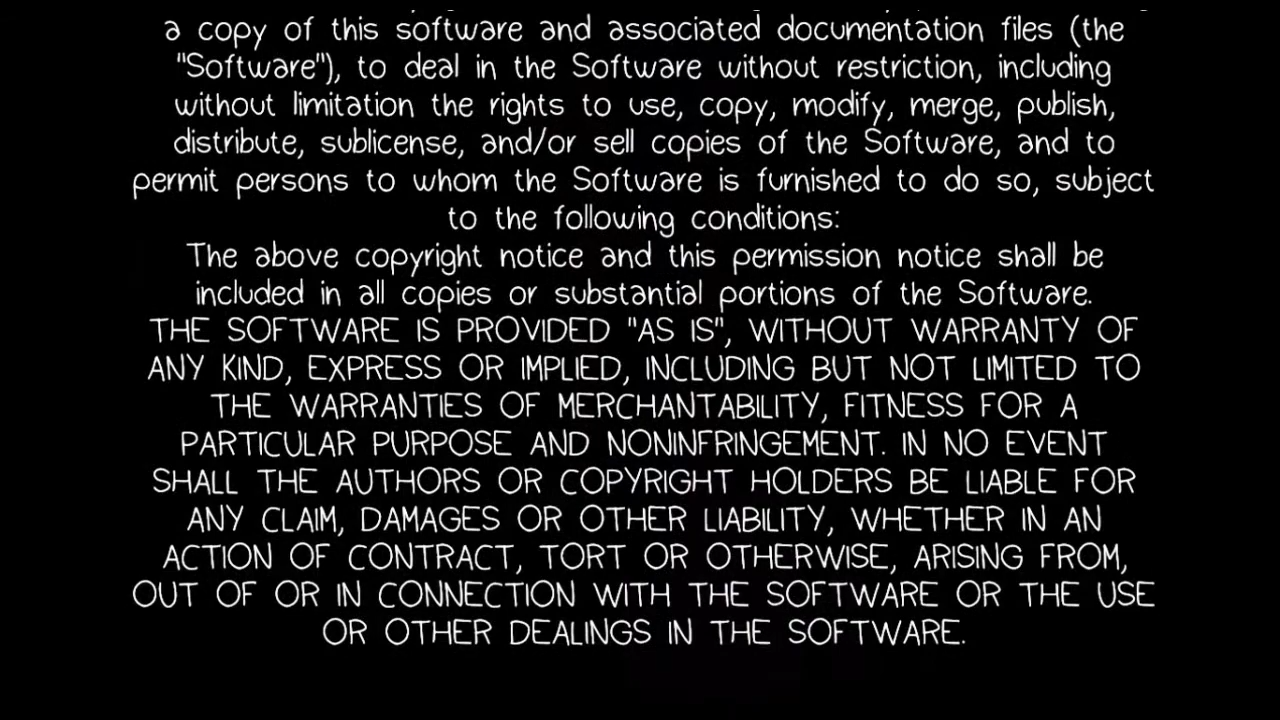 a copy of this software and associated documentation files (the
"Software"), to deal in the Software without restriction, including
without limitation the rights to use, copy, modify, merge, publish,
distribute, sublicense, and/or sell copies of the Software, and to
permit persons to whom the Software is furnished to do so, subject
to the following conditions:
The above copyright notice and this permission notice shall be
included in all copies or substantial portions of the Software.
THE SOFTWARE IS PROVIDED "AS IS", WITHOUT WARRANTY OF
ANY KIND, EXPRESS OR IMPLIED, INCLUDING BUT NOT LIMITED TO
THE WARRANTIES OF MERCHANTABILITY, FITNESS FOR A
PARTICULAR PURPOSE AND NONINFRINGEMENT. IN NO EVENT
SHALL THE AUTHORS OR COPYRIGHT HOLDERS BE LIABLE FOR
ANY CLAIM, DAMAGES OR OTHER LIABILITY, WHETHER IN AN
ACTION OF CONTRACT, TORT OR OTHERWISE, ARISING FROM,
OUT OF OR IN CONNECTION WITH THE SOFTWARE OR THE USE
OR OTHER DEALINGS IN THE SOFTWARE.